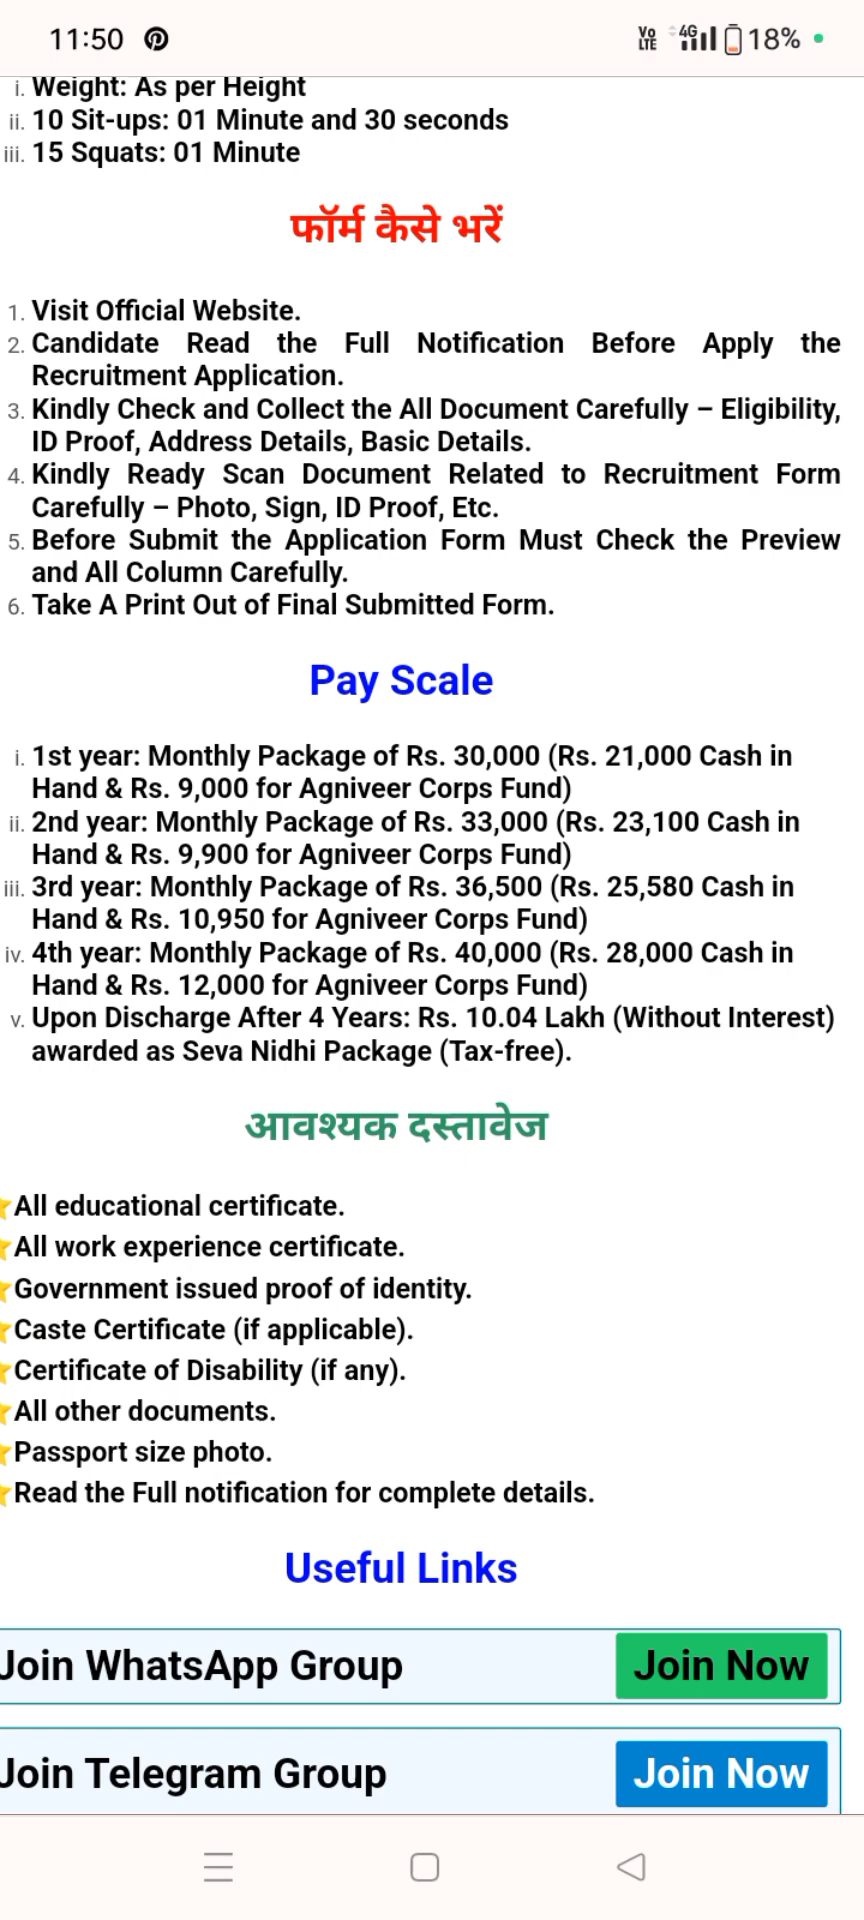 11:50 Vo LTE 4G 18%
i. Weight: As per Height
ii. 10 Sit-ups: 01 Minute and 30 seconds
iii. 15 Squats: 01 Minute
फॉर्म कैसे भरें
1. Visit Official Website.
2. Candidate Read the Full Notification Before Apply the
Recruitment Application.
3. Kindly Check and Collect the All Document Carefully – Eligibility,
ID Proof, Address Details, Basic Details.
4. Kindly Ready Scan Document Related to Recruitment Form
Carefully – Photo, Sign, ID Proof, Etc.
5. Before Submit the Application Form Must Check the Preview
and All Column Carefully.
6. Take A Print Out of Final Submitted Form.
Pay Scale
i. 1st year: Monthly Package of Rs. 30,000 (Rs. 21,000 Cash in
Hand & Rs. 9,000 for Agniveer Corps Fund)
ii. 2nd year: Monthly Package of Rs. 33,000 (Rs. 23,100 Cash in
Hand & Rs. 9,900 for Agniveer Corps Fund)
iii. 3rd year: Monthly Package of Rs. 36,500 (Rs. 25,580 Cash in
Hand & Rs. 10,950 for Agniveer Corps Fund)
iv. 4th year: Monthly Package of Rs. 40,000 (Rs. 28,000 Cash in
Hand & Rs. 12,000 for Agniveer Corps Fund)
v. Upon Discharge After 4 Years: Rs. 10.04 Lakh (Without Interest)
awarded as Seva Nidhi Package (Tax-free).
आवश्यक दस्तावेज
All educational certificate.
All work experience certificate.
Government issued proof of identity.
Caste Certificate (if applicable).
Certificate of Disability (if any).
All other documents.
Passport size photo.
Read the Full notification for complete details.
Useful Links
Join WhatsApp Group Join Now
Join Telegram Group Join Now